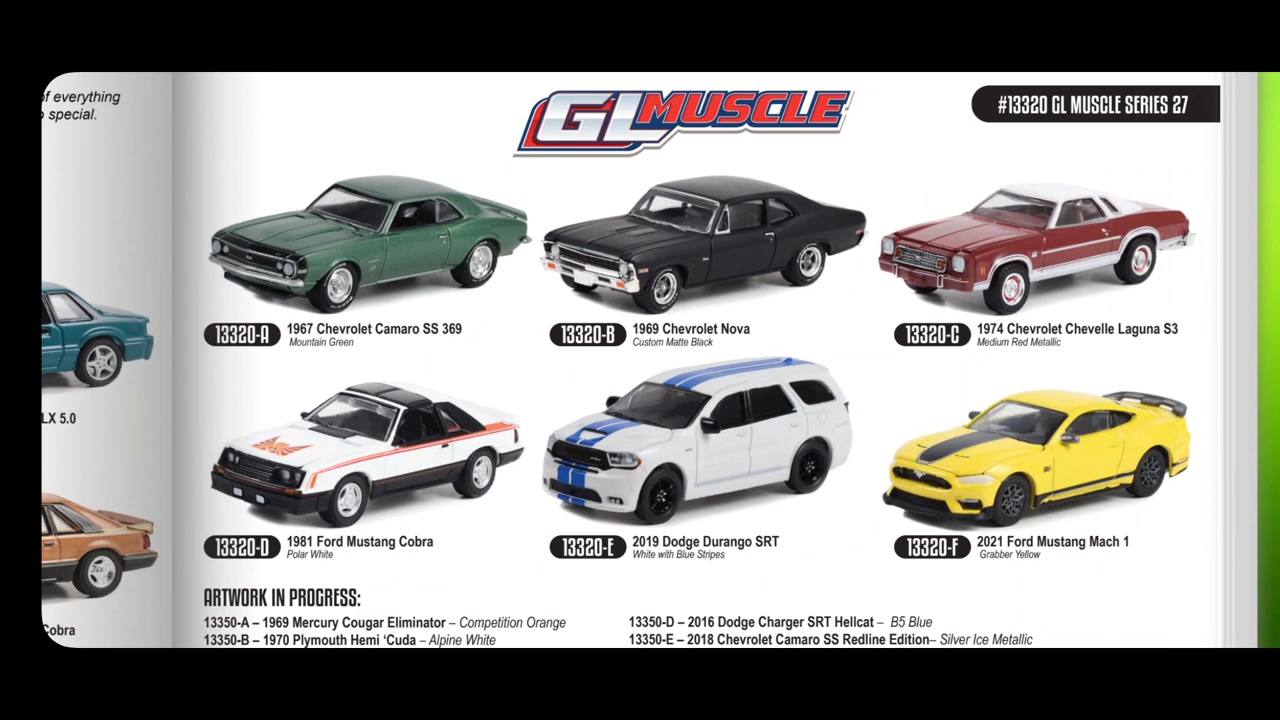 of everything
special.
GL MUSCLE
#13320 GL MUSCLE SERIES 27
13320-A 1967 Chevrolet Camaro SS 369
Mountain Green
13320-B 1969 Chevrolet Nova
Custom Matte Black
13320-C 1974 Chevrolet Chevelle Laguna S3
Medium Red Metallic
LX 5.0
13320-D 1981 Ford Mustang Cobra
Polar White
13320-E 2019 Dodge Durango SRT
White with Blue Stripes
13320-F 2021 Ford Mustang Mach 1
Grabber Yellow
Cobra
ARTWORK IN PROGRESS:
13350-A – 1969 Mercury Cougar Eliminator – Competition Orange
13350-B – 1970 Plymouth Hemi ‘Cuda – Alpine White
13350-D – 2016 Dodge Charger SRT Hellcat – B5 Blue
13350-E – 2018 Chevrolet Camaro SS Redline Edition– Silver Ice Metallic